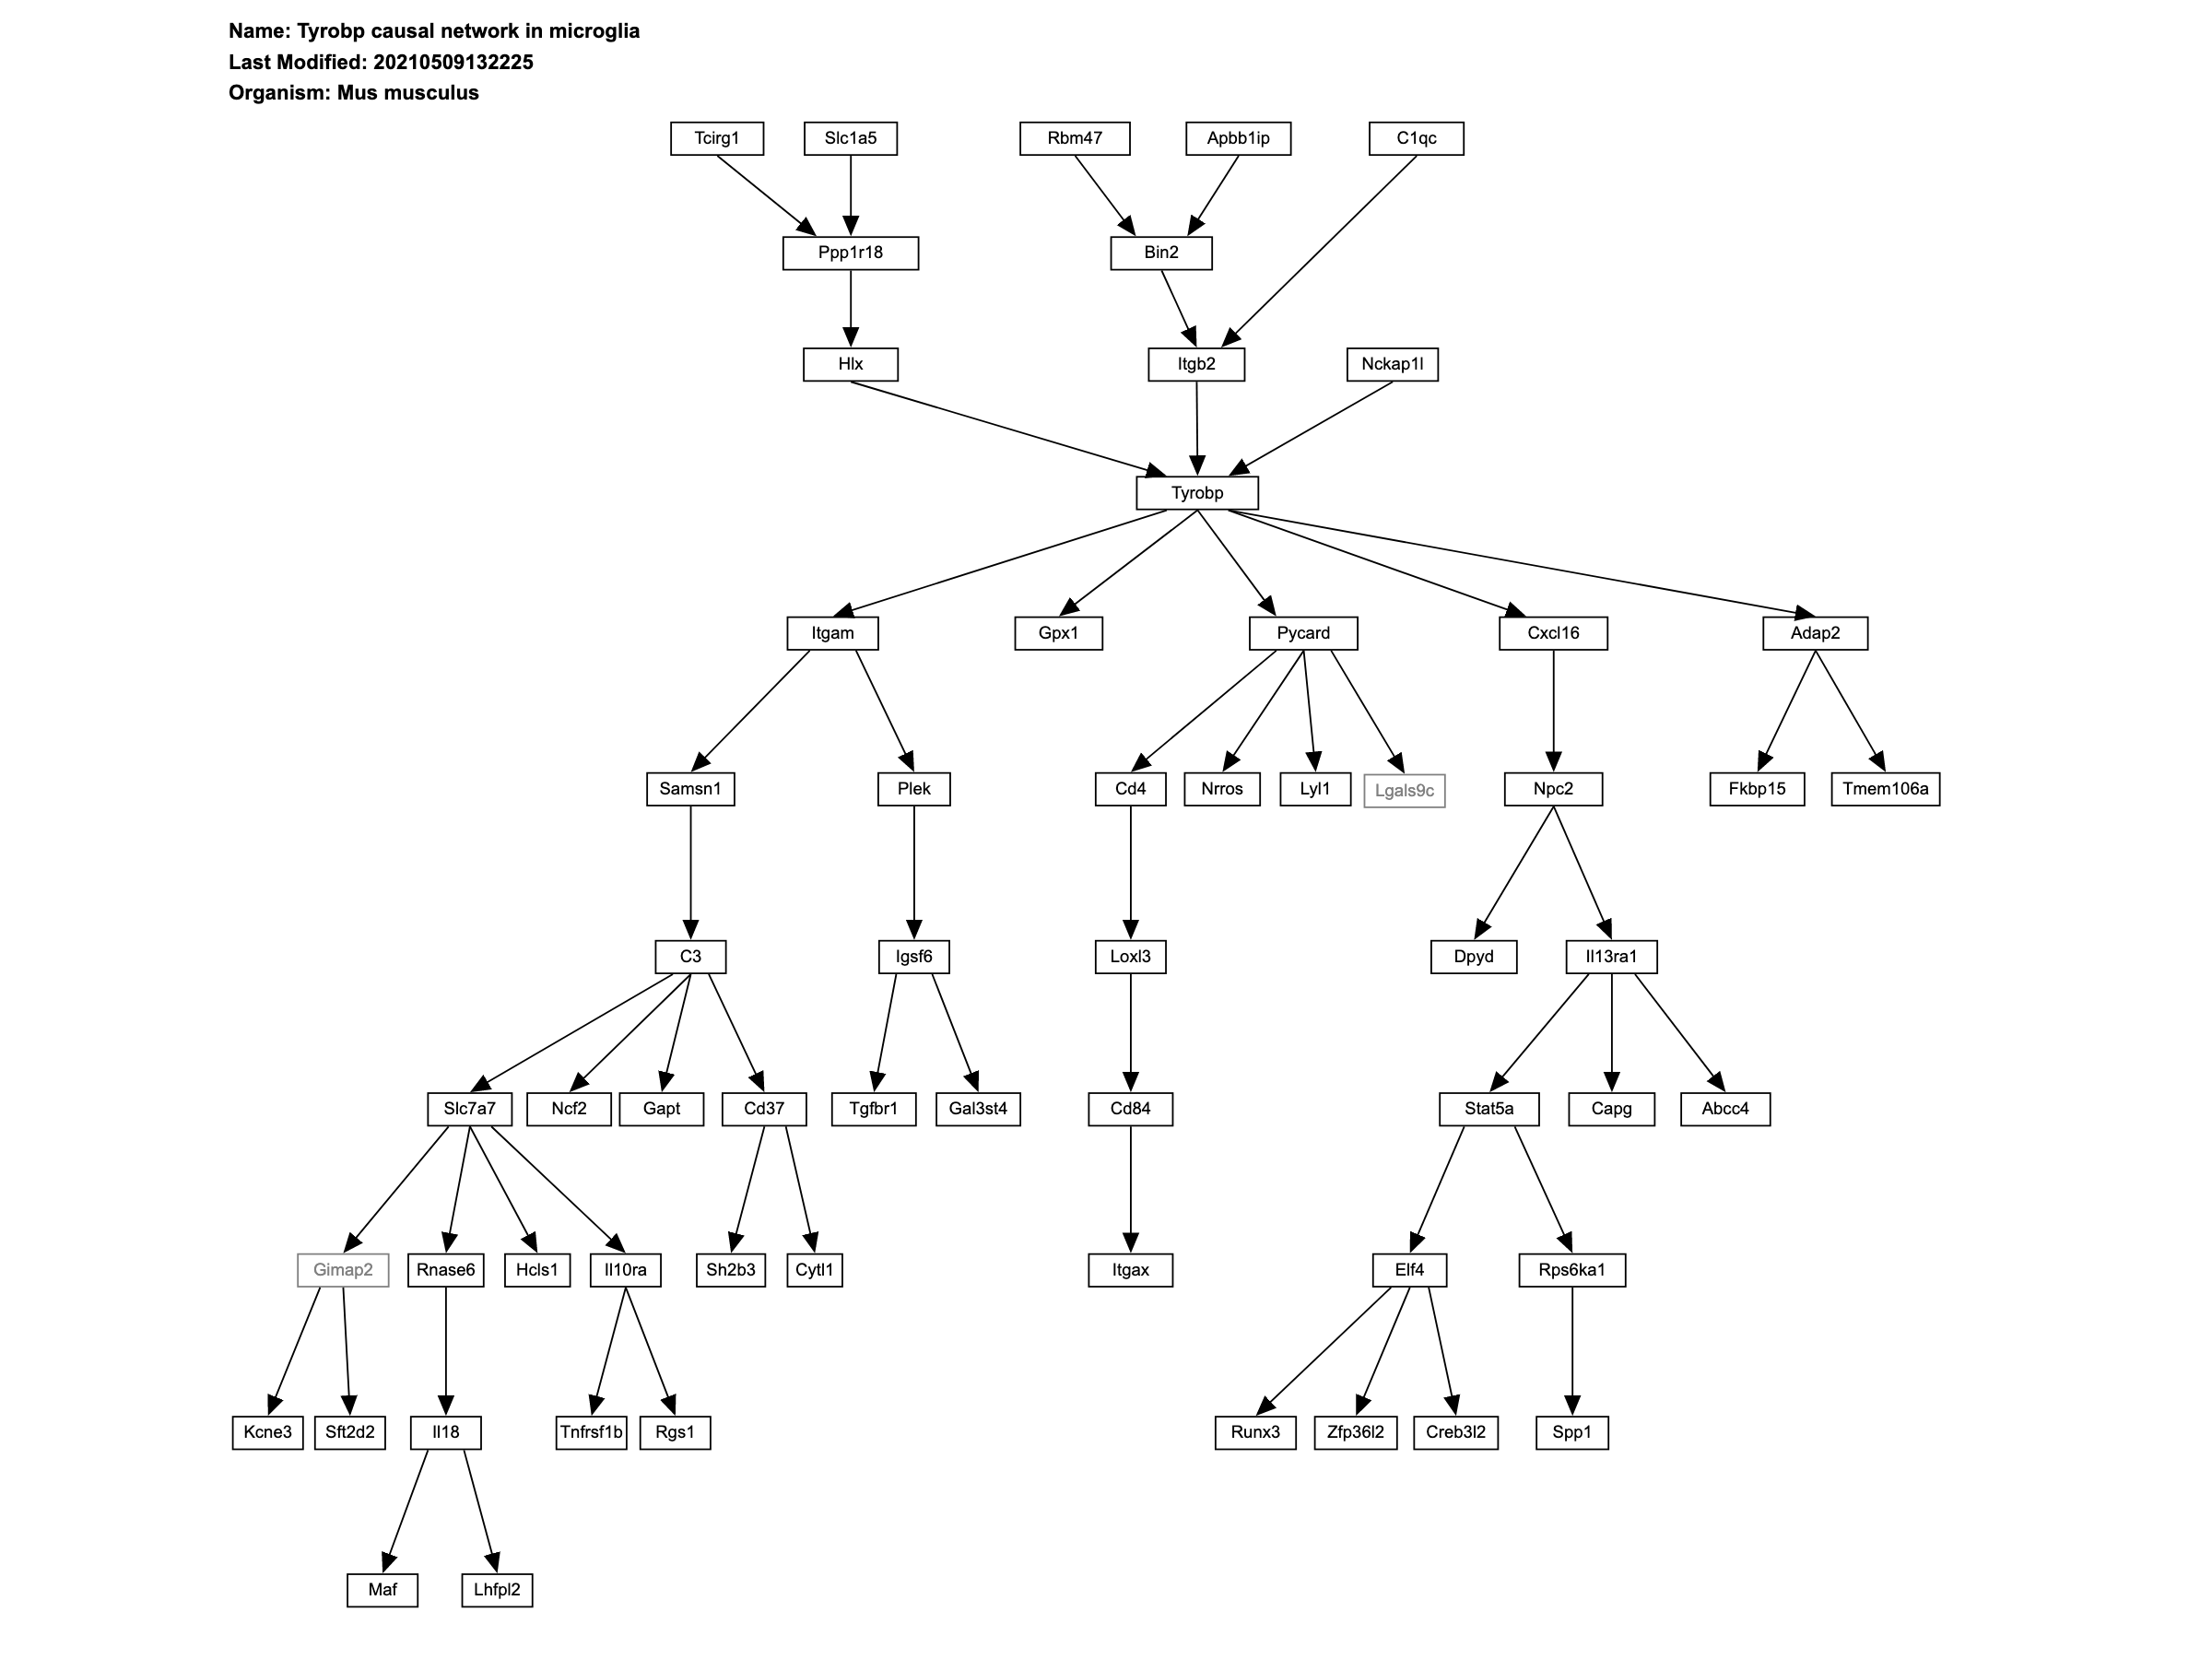 Name: Tyrobp causal network in microglia
Last Modified: 20210509132225
Organism: Mus musculus
Tcirg1
Slc1a5
Rbm47
Apbb1ip
C1qc
Ppp1r18
Bin2
Hlx
Itgb2
Nckap1l
Tyrobp
Itgam
Gpx1
Pycard
Cxcl16
Adap2
Samsn1
Plek
Cd4
Nrros
Lyl1
Lgals9c
Npc2
Fkbp15
Tmem106a
C3
Igsf6
Loxl3
Dpyd
Il13ra1
Slc7a7
Ncf2
Gapt
Cd37
Tgfbr1
Gal3st4
Cd84
Stat5a
Capg
Abcc4
Gimap2
Rnase6
Hcls1
Il10ra
Sh2b3
Cytl1
Itgax
Elf4
Rps6ka1
Kcne3
Sft2d2
Il18
Tnfrsf1b
Rgs1
Runx3
Zfp36l2
Creb3l2
Spp1
Maf
Lhfpl2